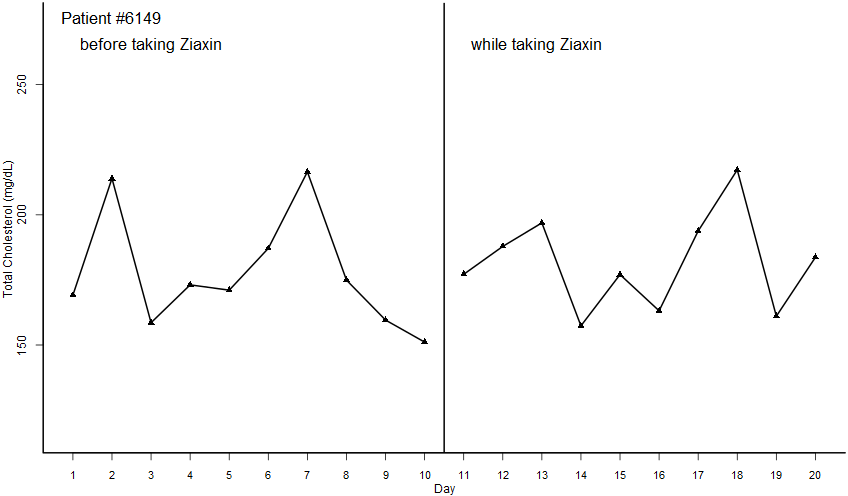 Patient #6149
before taking Ziaxin
while taking Ziaxin
Total Cholesterol (mg/dL)
250
200
150
1 2 3 4 5 6 7 8 9 10 11 12 13 14 15 16 17 18 19 20
Day